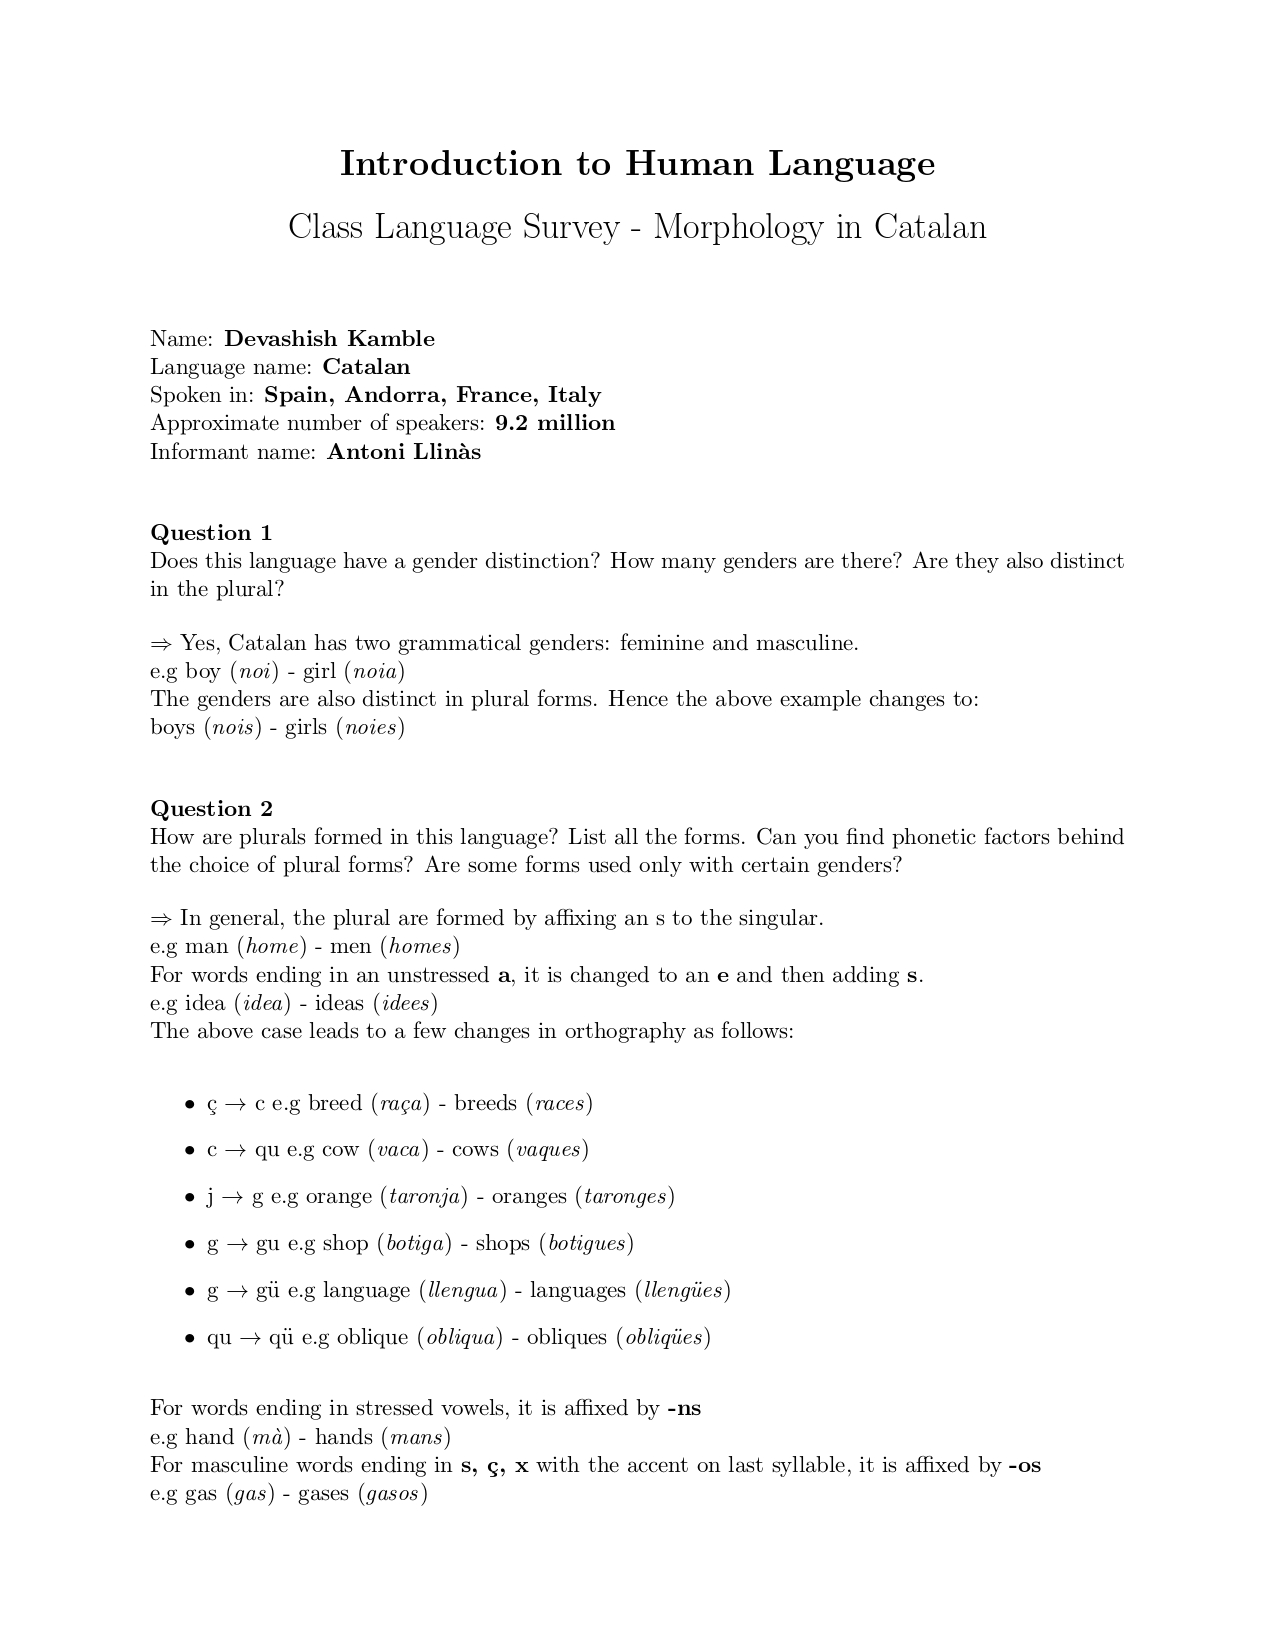 Introduction to Human Language
Class Language Survey - Morphology in Catalan
Name: Devashish Kamble
Language name: Catalan
Spoken in: Spain, Andorra, France, Italy
Approximate number of speakers: 9.2 million
Informant name: Antoni Llinàs
Question 1
Does this language have a gender distinction? How many genders are there? Are they also distinct
in the plural?
⇒ Yes, Catalan has two grammatical genders: feminine and masculine.
e.g boy (noi) - girl (noia)
The genders are also distinct in plural forms. Hence the above example changes to:
boys (nois) - girls (noies)
Question 2
How are plurals formed in this language? List all the forms. Can you find phonetic factors behind
the choice of plural forms? Are some forms used only with certain genders?
⇒ In general, the plural are formed by affixing an s to the singular.
e.g man (home) - men (homes)
For words ending in an unstressed a, it is changed to an e and then adding s.
e.g idea (idea) - ideas (idees)
The above case leads to a few changes in orthography as follows:
• ç → c e.g breed (raça) - breeds (races)
• c → qu e.g cow (vaca) - cows (vaques)
• j → g e.g orange (taronja) - oranges (taronges)
• g → gu e.g shop (botiga) - shops (botigues)
• g → gü e.g language (llengua) - languages (llengües)
• qu → qü e.g oblique (obliqua) - obliques (obliqües)
For words ending in stressed vowels, it is affixed by -ns
e.g hand (mà) - hands (mans)
For masculine words ending in s, ç, x with the accent on last syllable, it is affixed by -os
e.g gas (gas) - gases (gasos)